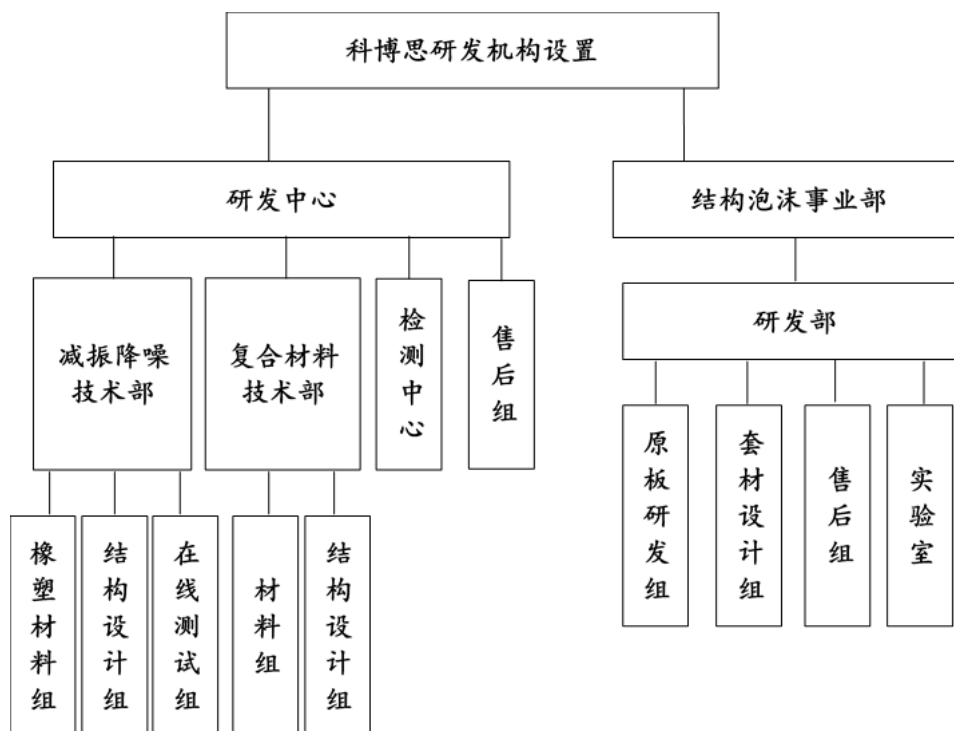 科博思研发机构设置
研发中心
结构泡沫事业部
减振降噪
技术部
复合材料
技术部
检测中心
售后组
研发部
原板研发组
套材设计组
售后组
实验室
橡塑材料组
结构设计组
在线测试组
材料组
结构设计组